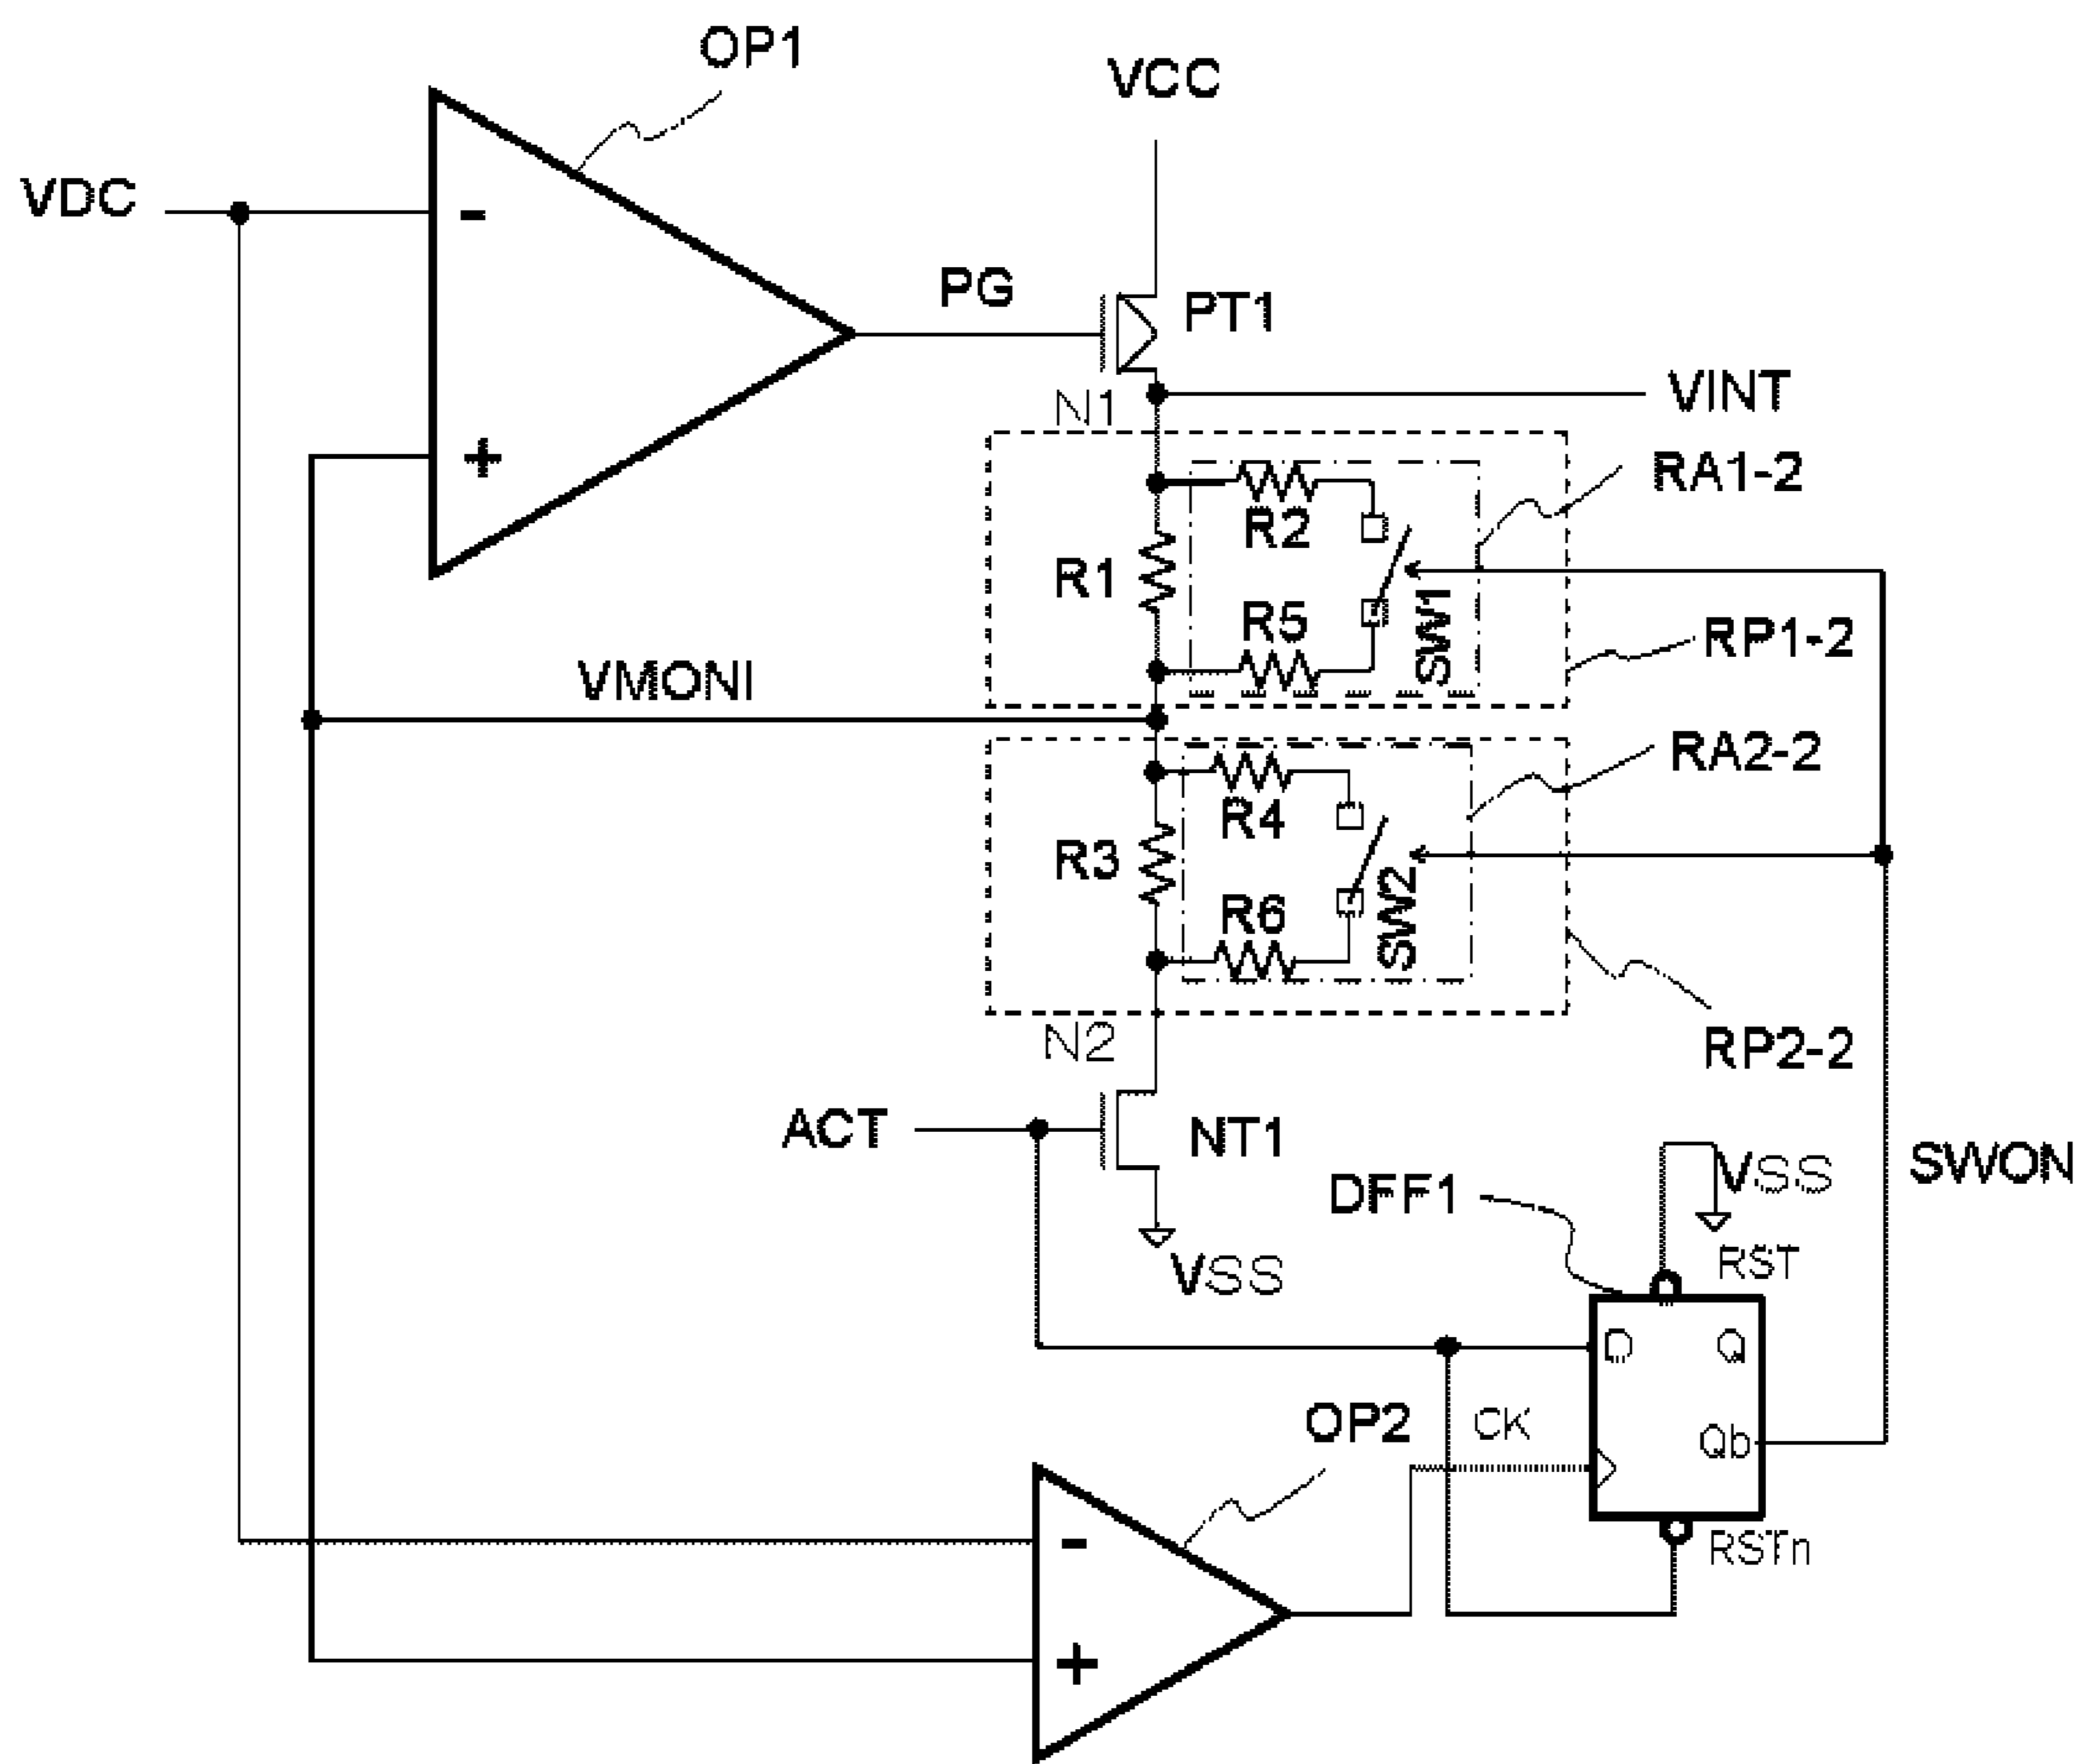 OP1
VCC
VDC
-
PG
PT1
N1
VINT
+
RA1-2
R2
R1
SW1
R5
RP1-2
VMONI
RA2-2
R4
R3
SW2
R6
N2
RP2-2
ACT
NT1
VSS
SWON
DFF1
VSS
RST
D Q
OP2
CK
Qb
-
RSTn
+